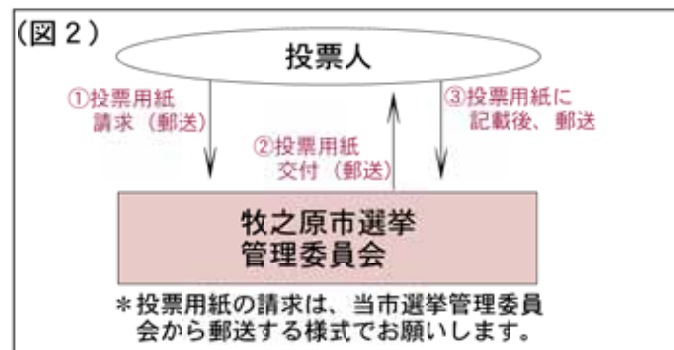 (図2)
投票人
①投票用紙
請求(郵送)
②投票用紙
交付(郵送)
③投票用紙に
記載後、郵送
牧之原市選挙
管理委員会
*投票用紙の請求は、当市選挙管理委員
会から郵送する様式でお願いします。